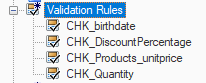 Validation Rules
CHK_birthdate
CHK_DiscountPercentage
CHK_Products_unitprice
CHK_Quantity